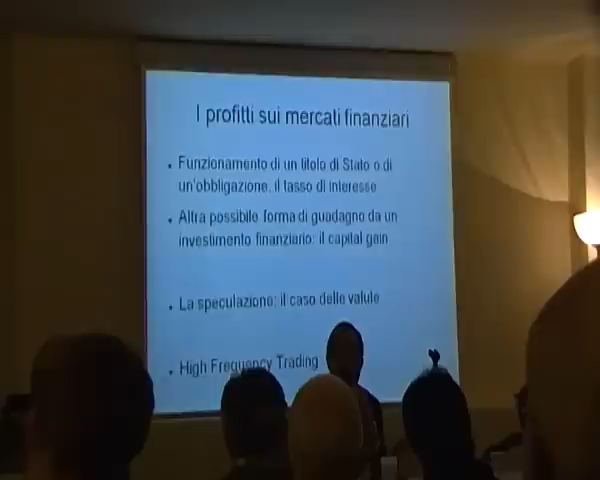 I profitti sui mercati finanziari
• Funzionamento di un titolo di Stato o di
un'obbligazione: il tasso di interesse
• Altra possibile forma di guadagno da un
investimento finanziario: il capital gain
• La speculazione: il caso delle valute
• High Frequency Trading